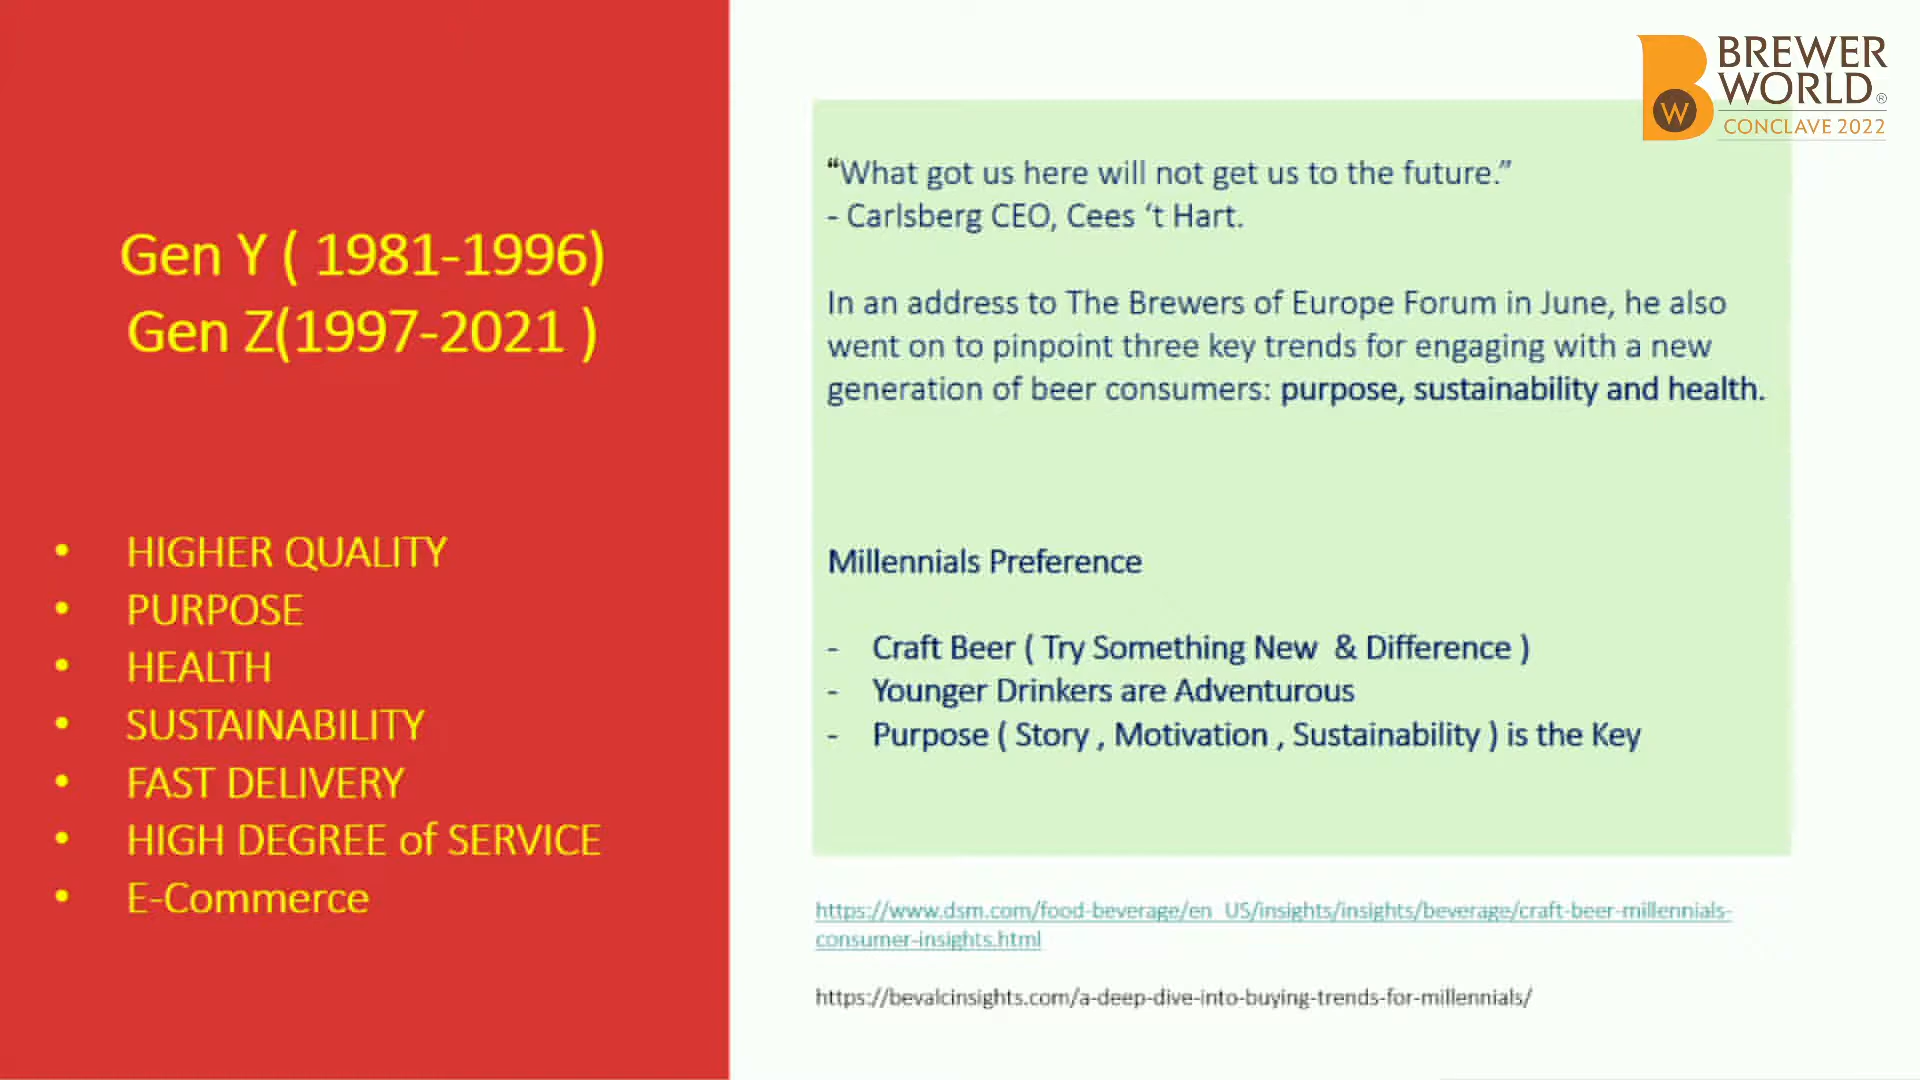 Gen Y ( 1981-1996)
Gen Z(1997-2021 )
• HIGHER QUALITY
• PURPOSE
• HEALTH
• SUSTAINABILITY
• FAST DELIVERY
• HIGH DEGREE of SERVICE
• E-Commerce
BREWER
WORLD®
CONCLAVE 2022
W
“What got us here will not get us to the future.”
- Carlsberg CEO, Cees ‘t Hart.
In an address to The Brewers of Europe Forum in June, he also
went on to pinpoint three key trends for engaging with a new
generation of beer consumers: purpose, sustainability and health.
Millennials Preference
- Craft Beer ( Try Something New & Difference )
- Younger Drinkers are Adventurous
- Purpose ( Story , Motivation , Sustainability ) is the Key
https://www.dsm.com/food-beverage/en_US/insights/insights/beverage/craft-beer-millennials-
consumer-insights.html
https://bevalcinsights.com/a-deep-dive-into-buying-trends-for-millennials/